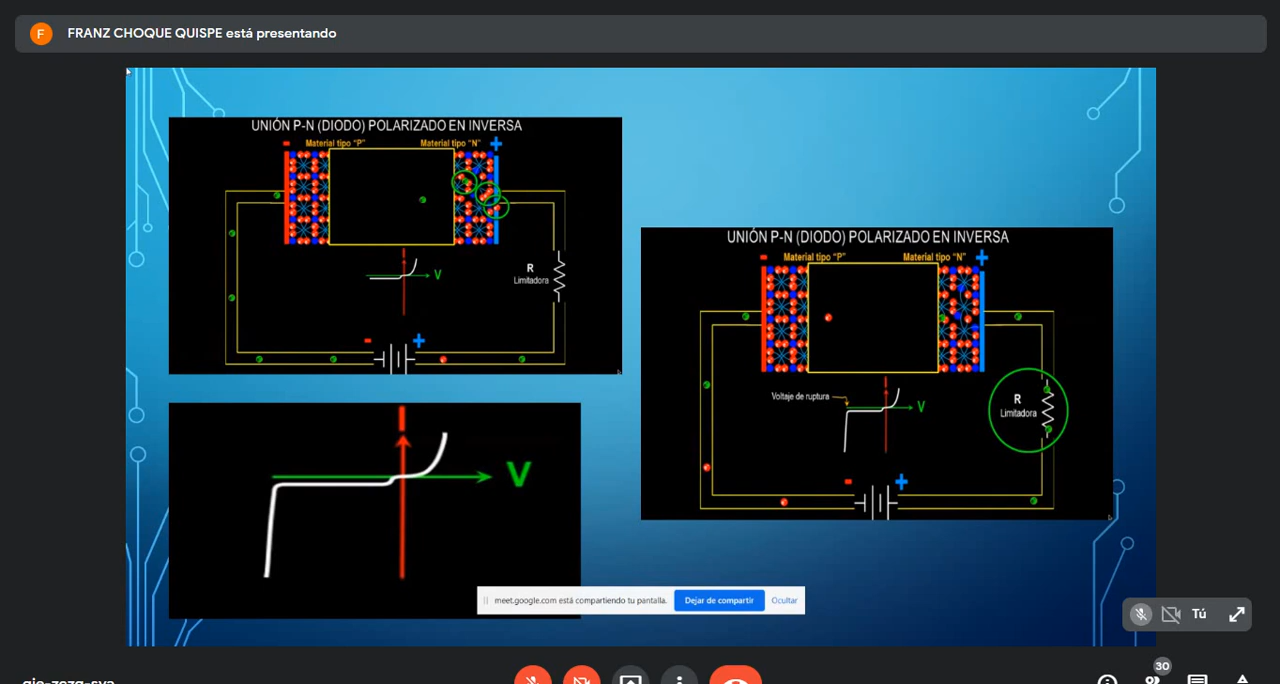 F
FRANZ CHOQUE QUISPE está presentando
UNIÓN P-N (DIODO) POLARIZADO EN INVERSA
- Material tipo "P" Material tipo "N" +
V
R
Limitadora
- +
UNIÓN P-N (DIODO) POLARIZADO EN INVERSA
- Material tipo "P" Material tipo "N" +
I
Voltaje de ruptura
V
R
Limitadora
- +
I
V
meet.google.com está compartiendo tu pantalla.
Dejar de compartir
Ocultar
Tú
30